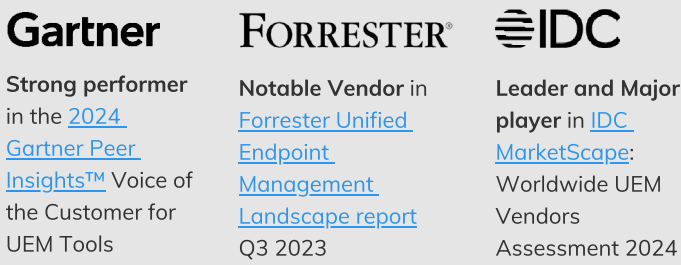 Gartner
Strong performer
in the 2024
Gartner Peer
Insights™ Voice of
the Customer for
UEM Tools
FORRESTER®
Notable Vendor in
Forrester Unified
Endpoint
Management
Landscape report
Q3 2023
IDC
Leader and Major
player in IDC
MarketScape:
Worldwide UEM
Vendors
Assessment 2024